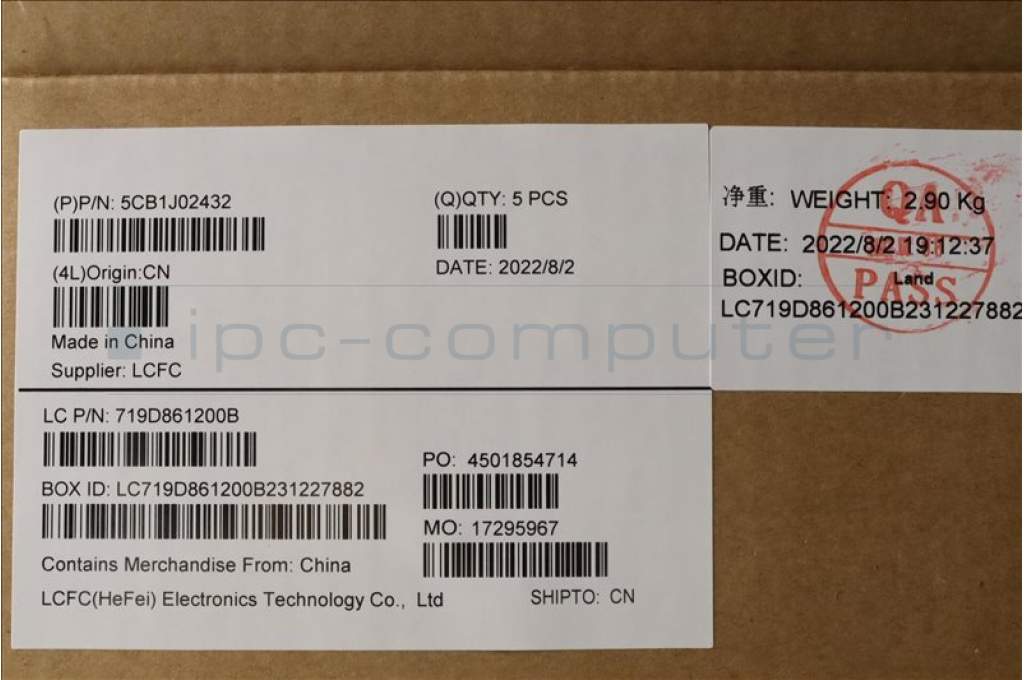 (P)P/N: 5CB1J02432
(Q)QTY: 5 PCS
(4L)Origin:CN
DATE: 2022/8/2
Made in China
Supplier: LCFC
LC P/N: 719D861200B
PO: 4501854714
BOX ID: LC719D861200B231227882
MO: 17295967
Contains Merchandise From: China
LCFC(HeFei) Electronics Technology Co., Ltd
SHIPTO: CN
净重: WEIGHT: 2.90 Kg
DATE: 2022/8/2 19:12:37
BOXID: Land
LC719D861200B231227882
QA
PASS
ipc-computer